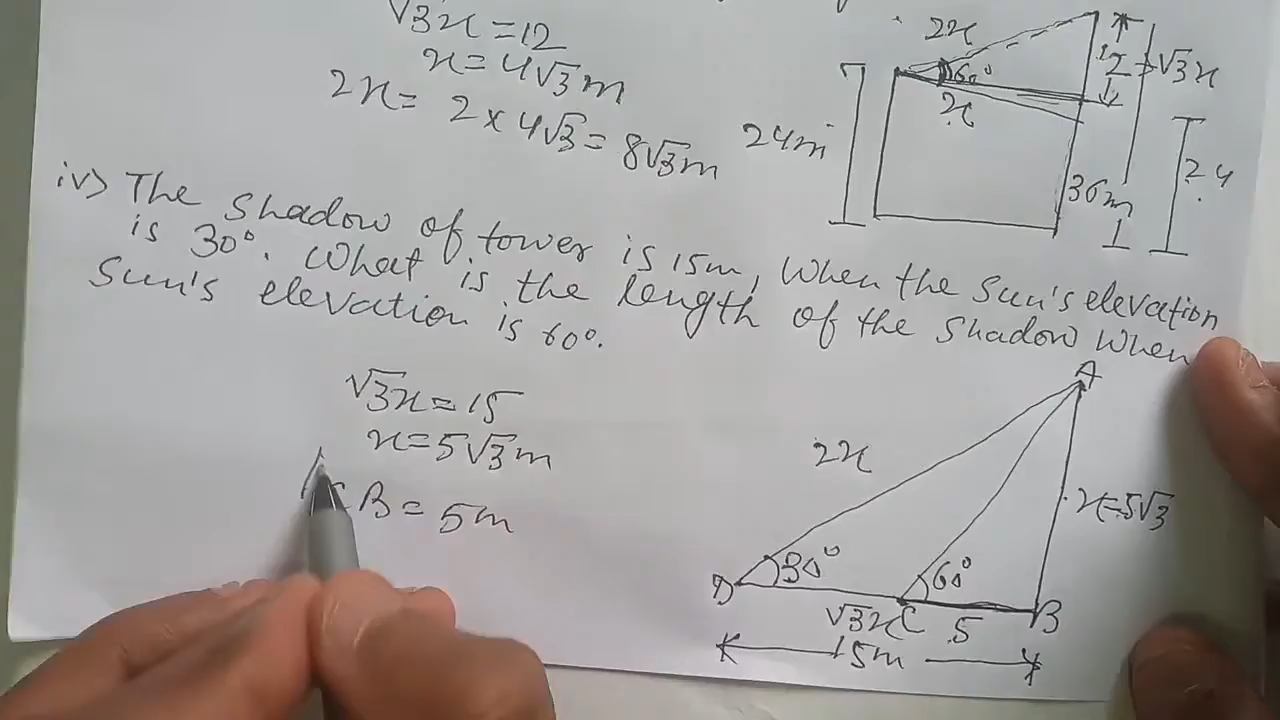 √3x = 12
x = 4√3 m
2x = 2 × 4√3 = 8√3 m
2x
60°
x
12
√3x
24m
36m
24
iv) The shadow of tower is 15m, When the Sun's elevation
is 30°. What is the length of the shadow when
Sun's elevation is 60°.
√3x = 15
x = 5√3 m
CB = 5m
A
2x
x = 5√3
30°
60°
D
√3x
C
5
B
15m